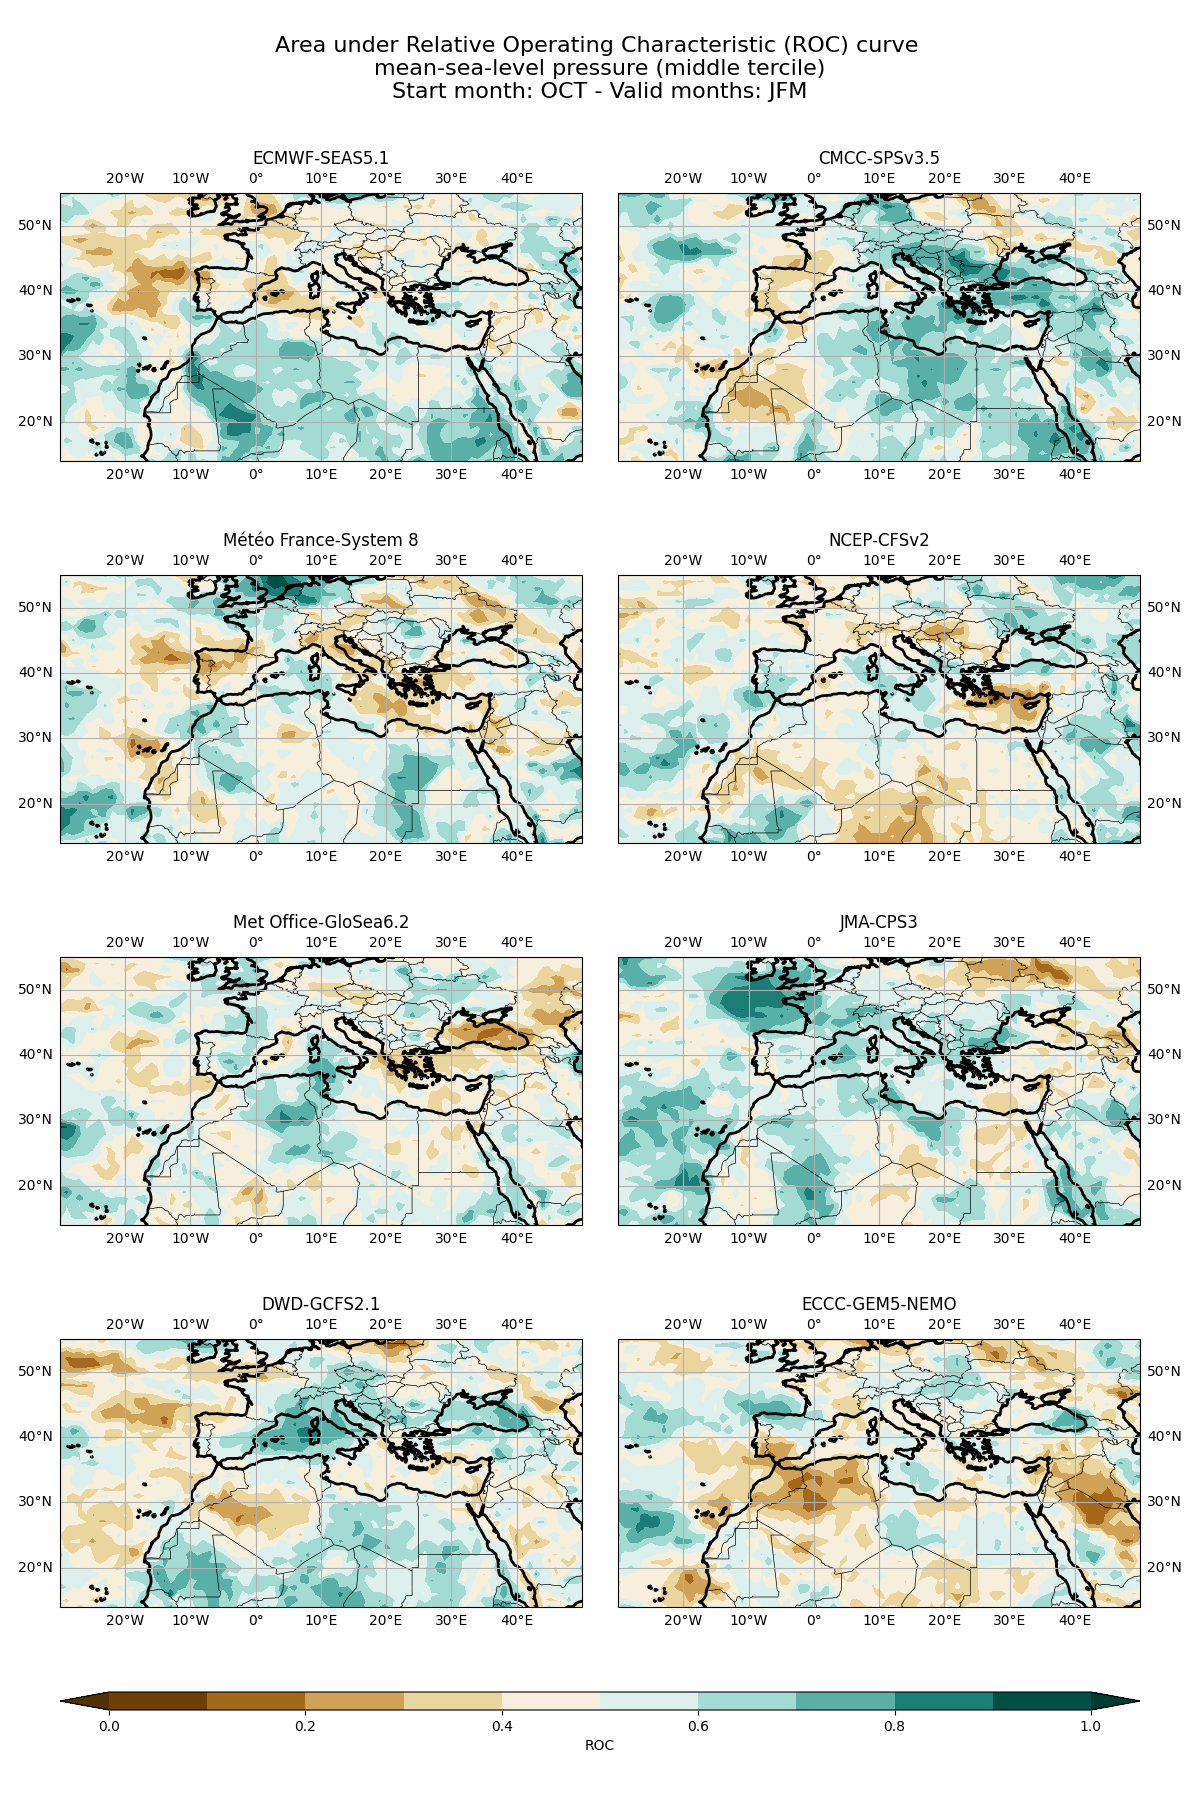 Area under Relative Operating Characteristic (ROC) curve
mean-sea-level pressure (middle tercile)
Start month: OCT - Valid months: JFM
ECMWF-SEAS5.1
20°W 10°W 0° 10°E 20°E 30°E 40°E
50°N
40°N
30°N
20°N
20°W 10°W 0° 10°E 20°E 30°E 40°E
CMCC-SPSv3.5
20°W 10°W 0° 10°E 20°E 30°E 40°E
50°N
40°N
30°N
20°N
20°W 10°W 0° 10°E 20°E 30°E 40°E
Météo France-System 8
20°W 10°W 0° 10°E 20°E 30°E 40°E
50°N
40°N
30°N
20°N
20°W 10°W 0° 10°E 20°E 30°E 40°E
NCEP-CFSv2
20°W 10°W 0° 10°E 20°E 30°E 40°E
50°N
40°N
30°N
20°N
20°W 10°W 0° 10°E 20°E 30°E 40°E
Met Office-GloSea6.2
20°W 10°W 0° 10°E 20°E 30°E 40°E
50°N
40°N
30°N
20°N
20°W 10°W 0° 10°E 20°E 30°E 40°E
JMA-CPS3
20°W 10°W 0° 10°E 20°E 30°E 40°E
50°N
40°N
30°N
20°N
20°W 10°W 0° 10°E 20°E 30°E 40°E
DWD-GCFS2.1
20°W 10°W 0° 10°E 20°E 30°E 40°E
50°N
40°N
30°N
20°N
20°W 10°W 0° 10°E 20°E 30°E 40°E
ECCC-GEM5-NEMO
20°W 10°W 0° 10°E 20°E 30°E 40°E
50°N
40°N
30°N
20°N
20°W 10°W 0° 10°E 20°E 30°E 40°E
0.0 0.2 0.4 0.6 0.8 1.0
ROC